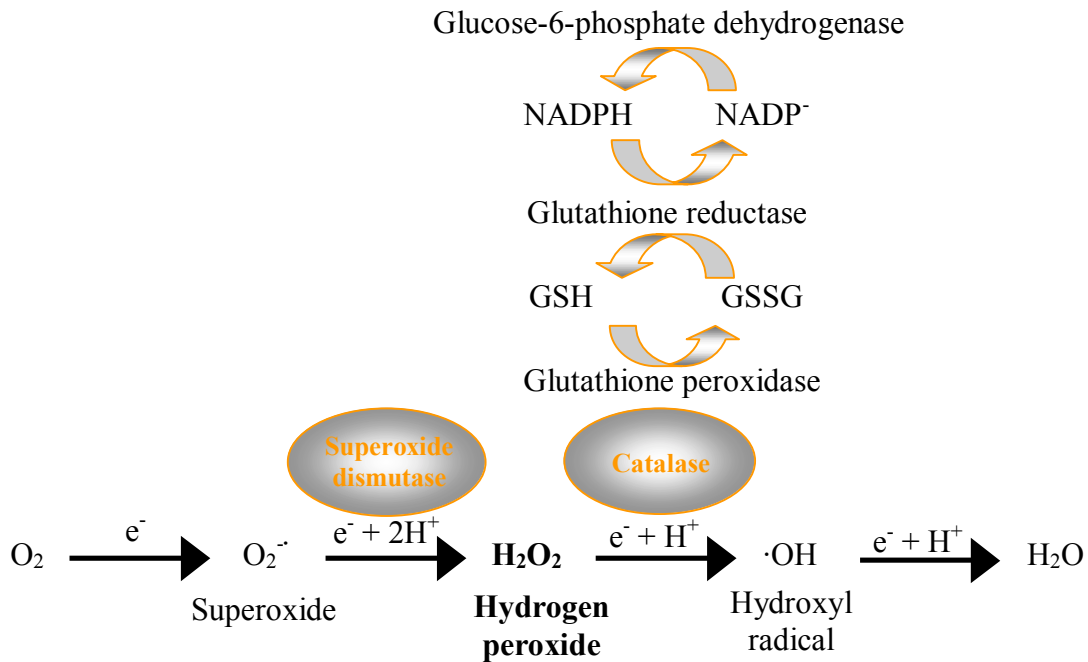 Glucose-6-phosphate dehydrogenase
NADPH NADP⁻
Glutathione reductase
GSH GSSG
Glutathione peroxidase
Superoxide
dismutase
Catalase
e⁻ e⁻ + 2H⁺ e⁻ + H⁺ e⁻ + H⁺
O₂ O₂⁻· H₂O₂ ·OH H₂O
Superoxide Hydrogen Hydroxyl
peroxide radical